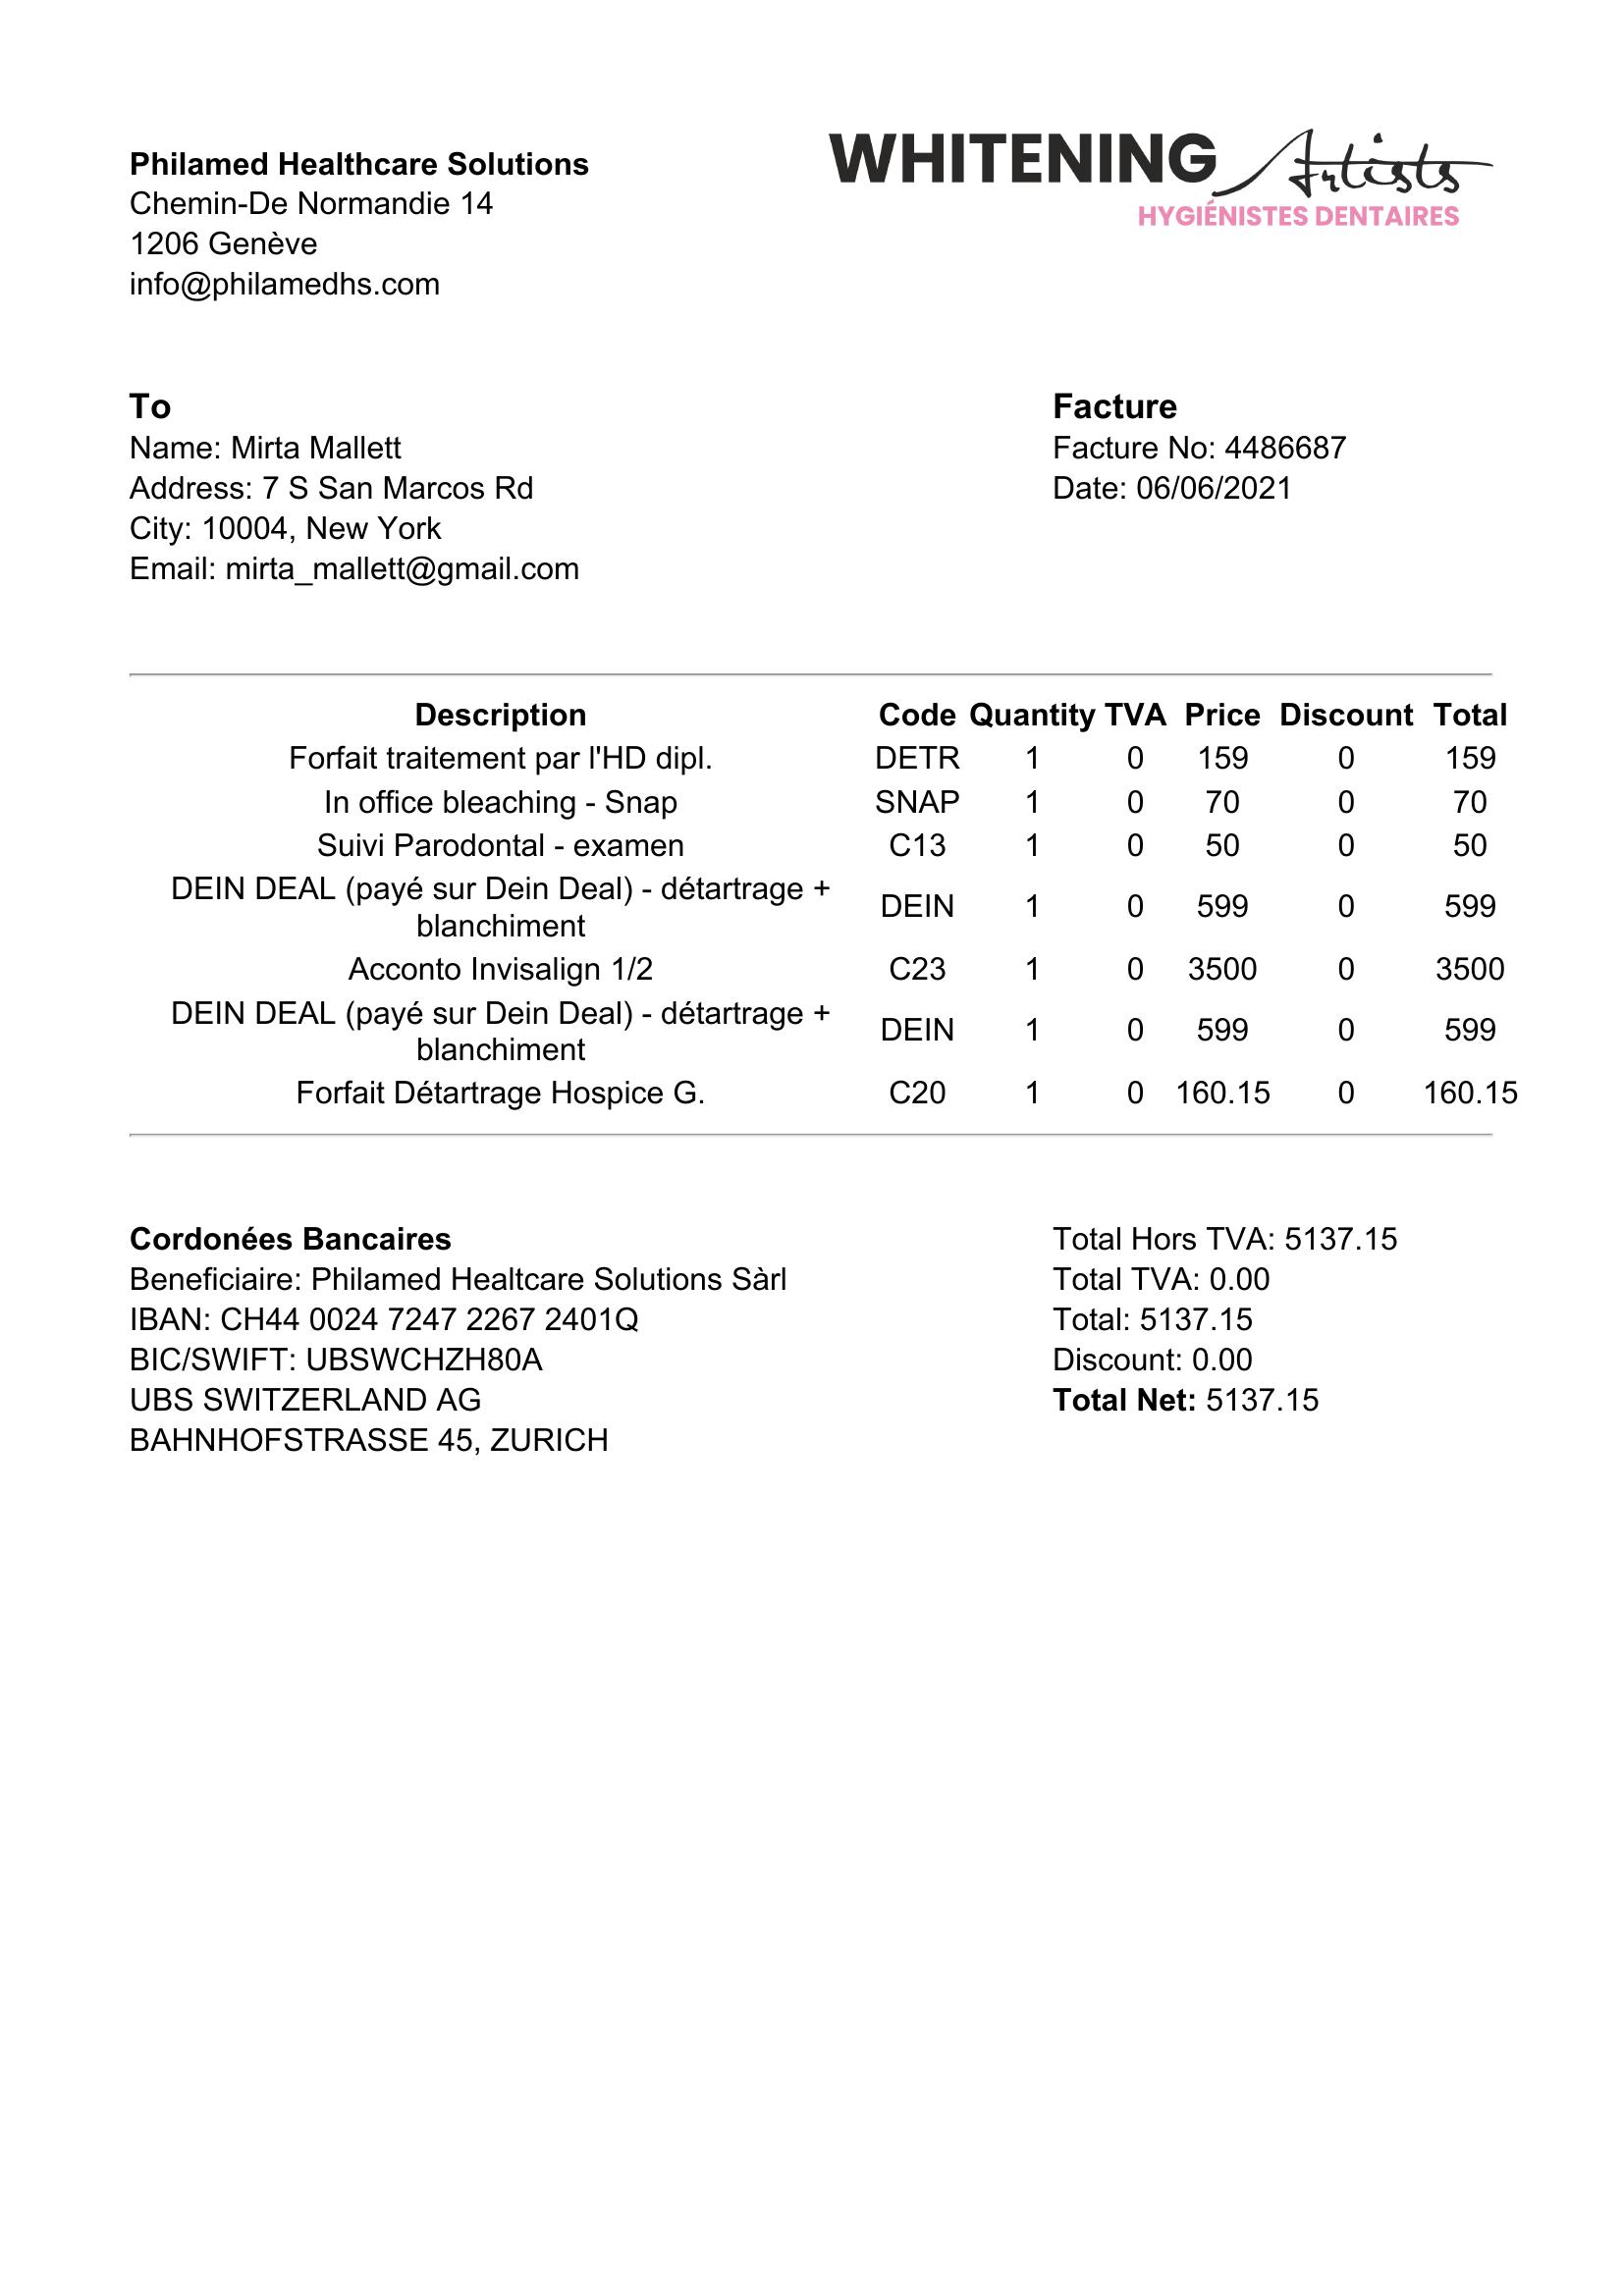 Philamed Healthcare Solutions
Chemin-De Normandie 14
1206 Genève
info@philamedhs.com
WHITENING Artists
HYGIÉNISTES DENTAIRES
To
Name: Mirta Mallett
Address: 7 S San Marcos Rd
City: 10004, New York
Email: mirta_mallett@gmail.com
Facture
Facture No: 4486687
Date: 06/06/2021
Description Code Quantity TVA Price Discount Total
Forfait traitement par l'HD dipl. DETR 1 0 159 0 159
In office bleaching - Snap SNAP 1 0 70 0 70
Suivi Parodontal - examen C13 1 0 50 0 50
DEIN DEAL (payé sur Dein Deal) - détartrage +
blanchiment DEIN 1 0 599 0 599
Acconto Invisalign 1/2 C23 1 0 3500 0 3500
DEIN DEAL (payé sur Dein Deal) - détartrage +
blanchiment DEIN 1 0 599 0 599
Forfait Détartrage Hospice G. C20 1 0 160.15 0 160.15
Cordonées Bancaires
Beneficiaire: Philamed Healtcare Solutions Sàrl
IBAN: CH44 0024 7247 2267 2401Q
BIC/SWIFT: UBSWCHZH80A
UBS SWITZERLAND AG
BAHNHOFSTRASSE 45, ZURICH
Total Hors TVA: 5137.15
Total TVA: 0.00
Total: 5137.15
Discount: 0.00
Total Net: 5137.15